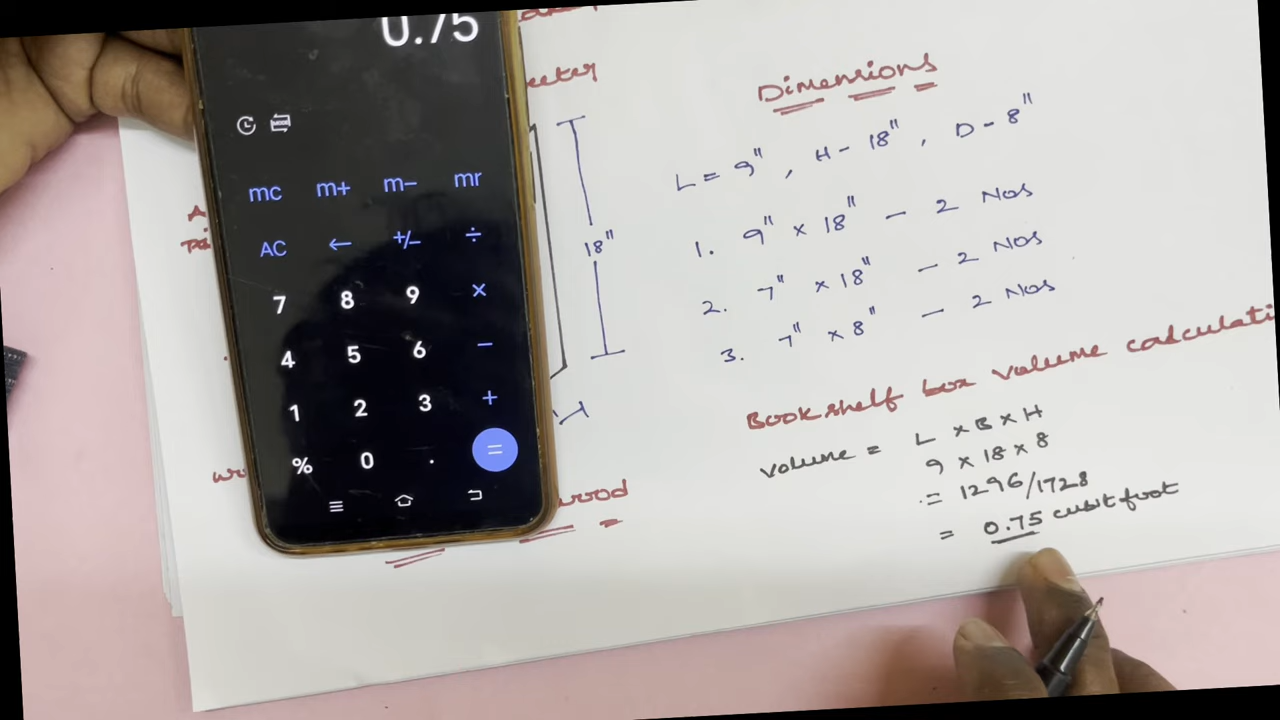 0.75
mc m+ m− mr
AC ← +/− ÷
7 8 9 ×
4 5 6 −
1 2 3 +
% 0 . =
18"
Dimensions
L = 9", H - 18", D - 8"
1. 9" × 18" - 2 Nos
2. 7" × 18" - 2 Nos
3. 7" × 8" - 2 Nos
Bookshelf box volume calculati
volume = L × B × H
9 × 18 × 8
= 1296/1728
= 0.75 cubit foot